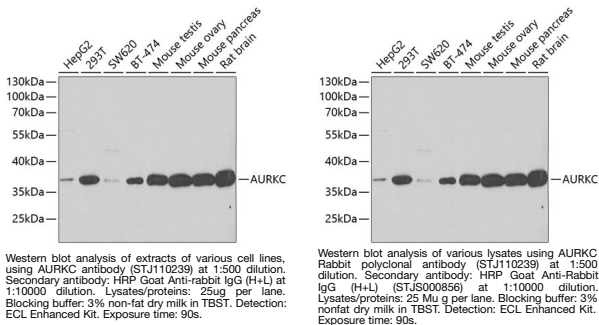 HepG2
293T
SW620
BT-474
Mouse testis
Mouse ovary
Mouse pancreas
Rat brain
130kDa
100kDa
70kDa
55kDa
40kDa
35kDa
25kDa
AURKC
Western blot analysis of extracts of various cell lines,
using AURKC antibody (STJ110239) at 1:500 dilution.
Secondary antibody: HRP Goat Anti-rabbit IgG (H+L) at
1:10000 dilution. Lysates/proteins: 25ug per lane.
Blocking buffer: 3% non-fat dry milk in TBST. Detection:
ECL Enhanced Kit. Exposure time: 90s.
HepG2
293T
SW620
BT-474
Mouse testis
Mouse ovary
Mouse pancreas
Rat brain
130kDa
100kDa
70kDa
55kDa
40kDa
35kDa
25kDa
AURKC
Western blot analysis of various lysates using AURKC
Rabbit polyclonal antibody (STJ110239) at 1:500
dilution. Secondary antibody: HRP Goat Anti-Rabbit
IgG (H+L) (STJS000856) at 1:10000 dilution.
Lysates/proteins: 25 Mu g per lane. Blocking buffer: 3%
nonfat dry milk in TBST. Detection: ECL Enhanced Kit.
Exposure time: 90s.